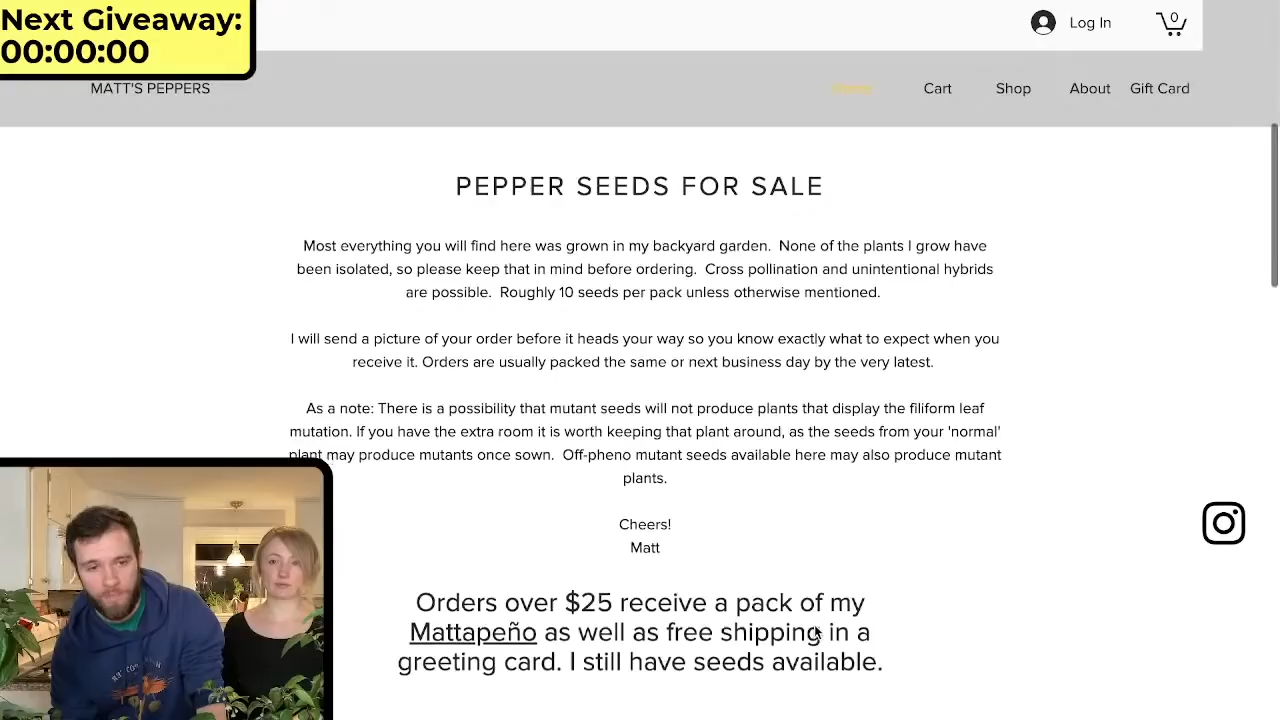 Next Giveaway:
00:00:00
Log In
0
MATT'S PEPPERS
Home
Cart
Shop
About
Gift Card
PEPPER SEEDS FOR SALE
Most everything you will find here was grown in my backyard garden. None of the plants I grow have
been isolated, so please keep that in mind before ordering. Cross pollination and unintentional hybrids
are possible. Roughly 10 seeds per pack unless otherwise mentioned.
I will send a picture of your order before it heads your way so you know exactly what to expect when you
receive it. Orders are usually packed the same or next business day by the very latest.
As a note: There is a possibility that mutant seeds will not produce plants that display the filiform leaf
mutation. If you have the extra room it is worth keeping that plant around, as the seeds from your 'normal'
plant may produce mutants once sown. Off-pheno mutant seeds available here may also produce mutant
plants.
Cheers!
Matt
Orders over $25 receive a pack of my
Mattapeño as well as free shipping in a
greeting card. I still have seeds available.